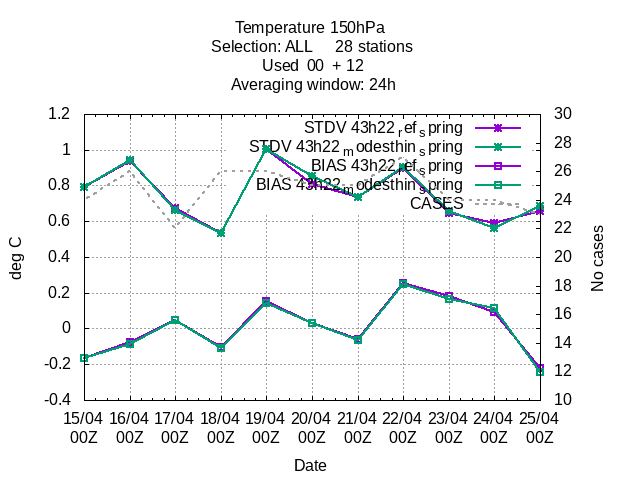 Temperature 150hPa
Selection: ALL     28 stations
Used  00  + 12
Averaging window: 24h
1.2
1
0.8
0.6
0.4
0.2
0
-0.2
-0.4
deg C
30
28
26
24
22
20
18
16
14
12
10
No cases
STDV 43h22refspring
STDV 43h22modesthinspring
BIAS 43h22refspring
BIAS 43h22modesthinspring
CASES
15/04 16/04 17/04 18/04 19/04 20/04 21/04 22/04 23/04 24/04 25/04
00Z 00Z 00Z 00Z 00Z 00Z 00Z 00Z 00Z 00Z 00Z
Date